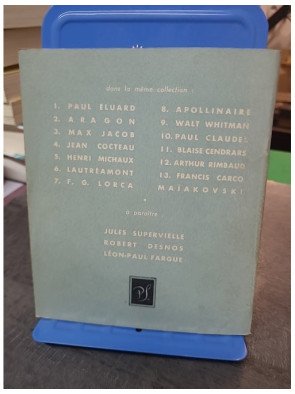 dans la même collection :
1. PAUL ELUARD
2. ARAGON
3. MAX JACOB
4. JEAN COCTEAU
5. HENRI MICHAUX
6. LAUTRÉAMONT
7. F. G. LORCA
8. APOLLINAIRE
9. WALT WHITMAN
10. PAUL CLAUDEL
11. BLAISE CENDRARS
12. ARTHUR RIMBAUD
13. FRANCIS CARCO
MAÏAKOVSKI
à paraître :
JULES SUPERVIELLE
ROBERT DESNOS
LÉON-PAUL FARGUE
PS